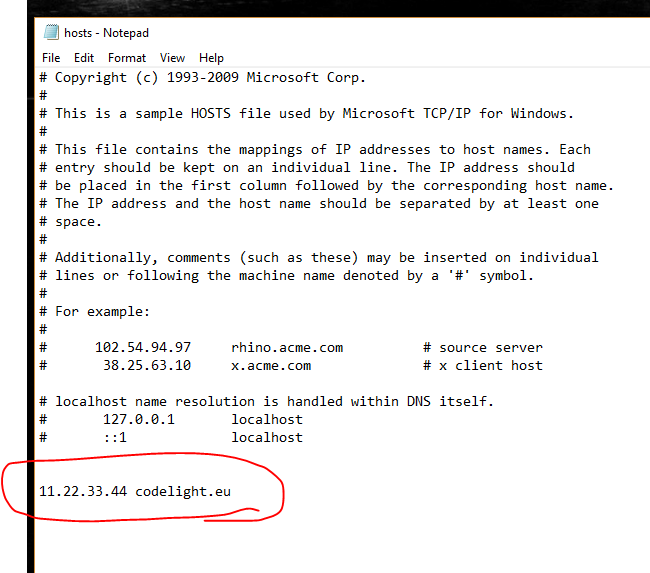 hosts - Notepad
File Edit Format View Help
# Copyright (c) 1993-2009 Microsoft Corp.
#
# This is a sample HOSTS file used by Microsoft TCP/IP for Windows.
#
# This file contains the mappings of IP addresses to host names. Each
# entry should be kept on an individual line. The IP address should
# be placed in the first column followed by the corresponding host name.
# The IP address and the host name should be separated by at least one
# space.
#
# Additionally, comments (such as these) may be inserted on individual
# lines or following the machine name denoted by a '#' symbol.
#
# For example:
#
#      102.54.94.97     rhino.acme.com          # source server
#       38.25.63.10     x.acme.com              # x client host

# localhost name resolution is handled within DNS itself.
#       127.0.0.1       localhost
#       ::1             localhost

11.22.33.44 codelight.eu